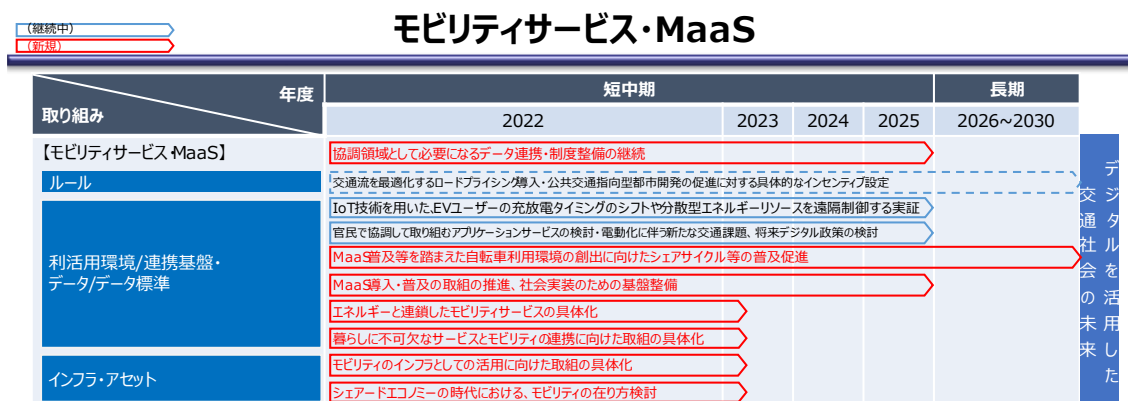 (継続中)
(新規)
モビリティサービス・MaaS
年度
取り組み
短中期
長期
2022
2023
2024
2025
2026~2030
【モビリティサービス・MaaS】
協調領域として必要になるデータ連携・制度整備の継続
ルール
交通流を最適化するロードプライシング導入・公共交通指向型都市開発の促進に対する具体的なインセンティブ設定
利活用環境/連携基盤・
データ/データ標準
IoT技術を用いた、EVユーザーの充放電タイミングのシフトや分散型エネルギーリソースを遠隔制御する実証
官民で協調して取り組むアプリケーションサービスの検討・電動化に伴う新たな交通課題、将来デジタル政策の検討
MaaS普及等を踏まえた自転車利用環境の創出に向けたシェアサイクル等の普及促進
MaaS導入・普及の取組の推進、社会実装のための基盤整備
エネルギーと連鎖したモビリティサービスの具体化
暮らしに不可欠なサービスとモビリティの連携に向けた取組の具体化
インフラ・アセット
モビリティのインフラとしての活用に向けた取組の具体化
シェアードエコノミーの時代における、モビリティの在り方検討
デジタルを活用した
交通社会の未来